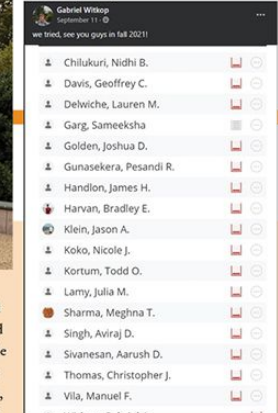 Gabriel Witkop
September 11 ·
we tried, see you guys in fall 2021!
Chilukuri, Nidhi B.
Davis, Geoffrey C.
Delwiche, Lauren M.
Garg, Sameeksha
Golden, Joshua D.
Gunasekera, Pesandi R.
Handlon, James H.
Harvan, Bradley E.
Klein, Jason A.
Koko, Nicole J.
Kortum, Todd O.
Lamy, Julia M.
Sharma, Meghna T.
Singh, Aviraj D.
Sivanesan, Aarush D.
Thomas, Christopher J.
Vila, Manuel F.